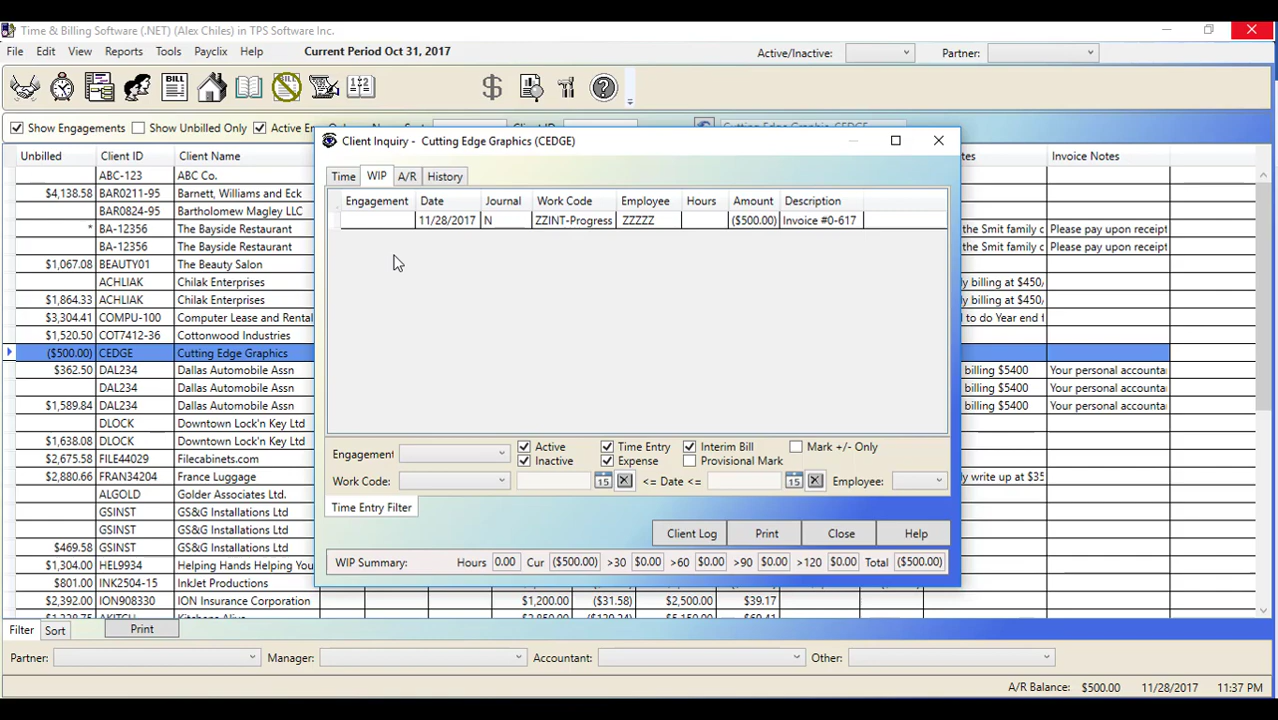 Time & Billing Software (.NET) (Alex Chiles) in TPS Software Inc.
File Edit View Reports Tools Payclix Help Current Period Oct 31, 2017 Active/Inactive: Partner:
BILL
Show Engagements Show Unbilled Only Client ID
Client Inquiry - Cutting Edge Graphics (CEDGE)
Unbilled Client ID Client Name Invoice Notes
Time WIP A/R History
Engagement Date Journal Work Code Employee Hours Amount Description
11/28/2017 N ZZINT-Progress ZZZZZ ($500.00) Invoice #0-617
ABC-123 ABC Co.
$4,138.58 BAR0211-95 Barnett, Williams and Eck
BAR0824-95 Bartholomew Magley LLC
* BA-12356 The Bayside Restaurant the Smit family c Please pay upon receipt
BA-12356 The Bayside Restaurant the Smit family c Please pay upon receipt
$1,067.08 BEAUTY01 The Beauty Salon
ACHLIAK Chilak Enterprises billing at $450/
$1,864.33 ACHLIAK Chilak Enterprises billing at $450/
$3,304.41 COMPU-100 Computer Lease and Rental to do Year end f
$1,520.50 COT7412-36 Cottonwood Industries
($500.00) CEDGE Cutting Edge Graphics
$362.50 DAL234 Dallas Automobile Assn billing $5400 Your personal accountar
DAL234 Dallas Automobile Assn billing $5400 Your personal accountar
$1,589.84 DAL234 Dallas Automobile Assn billing $5400 Your personal accountar
DLOCK Downtown Lock'n Key Ltd
$1,638.08 DLOCK Downtown Lock'n Key Ltd
$2,675.58 FILE44029 Filecabinets.com
$2,880.66 FRAN34204 France Luggage y write up at $35
ALGOLD Golder Associates Ltd.
GSINST GS&G Installations Ltd
GSINST GS&G Installations Ltd
$469.58 GSINST GS&G Installations Ltd
$1,304.00 HEL9934 Helping Hands Helping You
$801.00 INK2504-15 InkJet Productions
$2,392.00 ION908330 ION Insurance Corporation $1,200.00 ($31.58) $2,500.00 $39.17
Engagement Active Time Entry Interim Bill Mark +/- Only
Inactive Expense Provisional Mark
Work Code: 15 <= Date <= 15 Employee:
Time Entry Filter
Client Log Print Close Help
WIP Summary: Hours 0.00 Cur ($500.00) >30 $0.00 >60 $0.00 >90 $0.00 >120 $0.00 Total ($500.00)
Filter Sort Print
Partner: Manager: Accountant: Other:
A/R Balance: $500.00 11/28/2017 11:37 PM